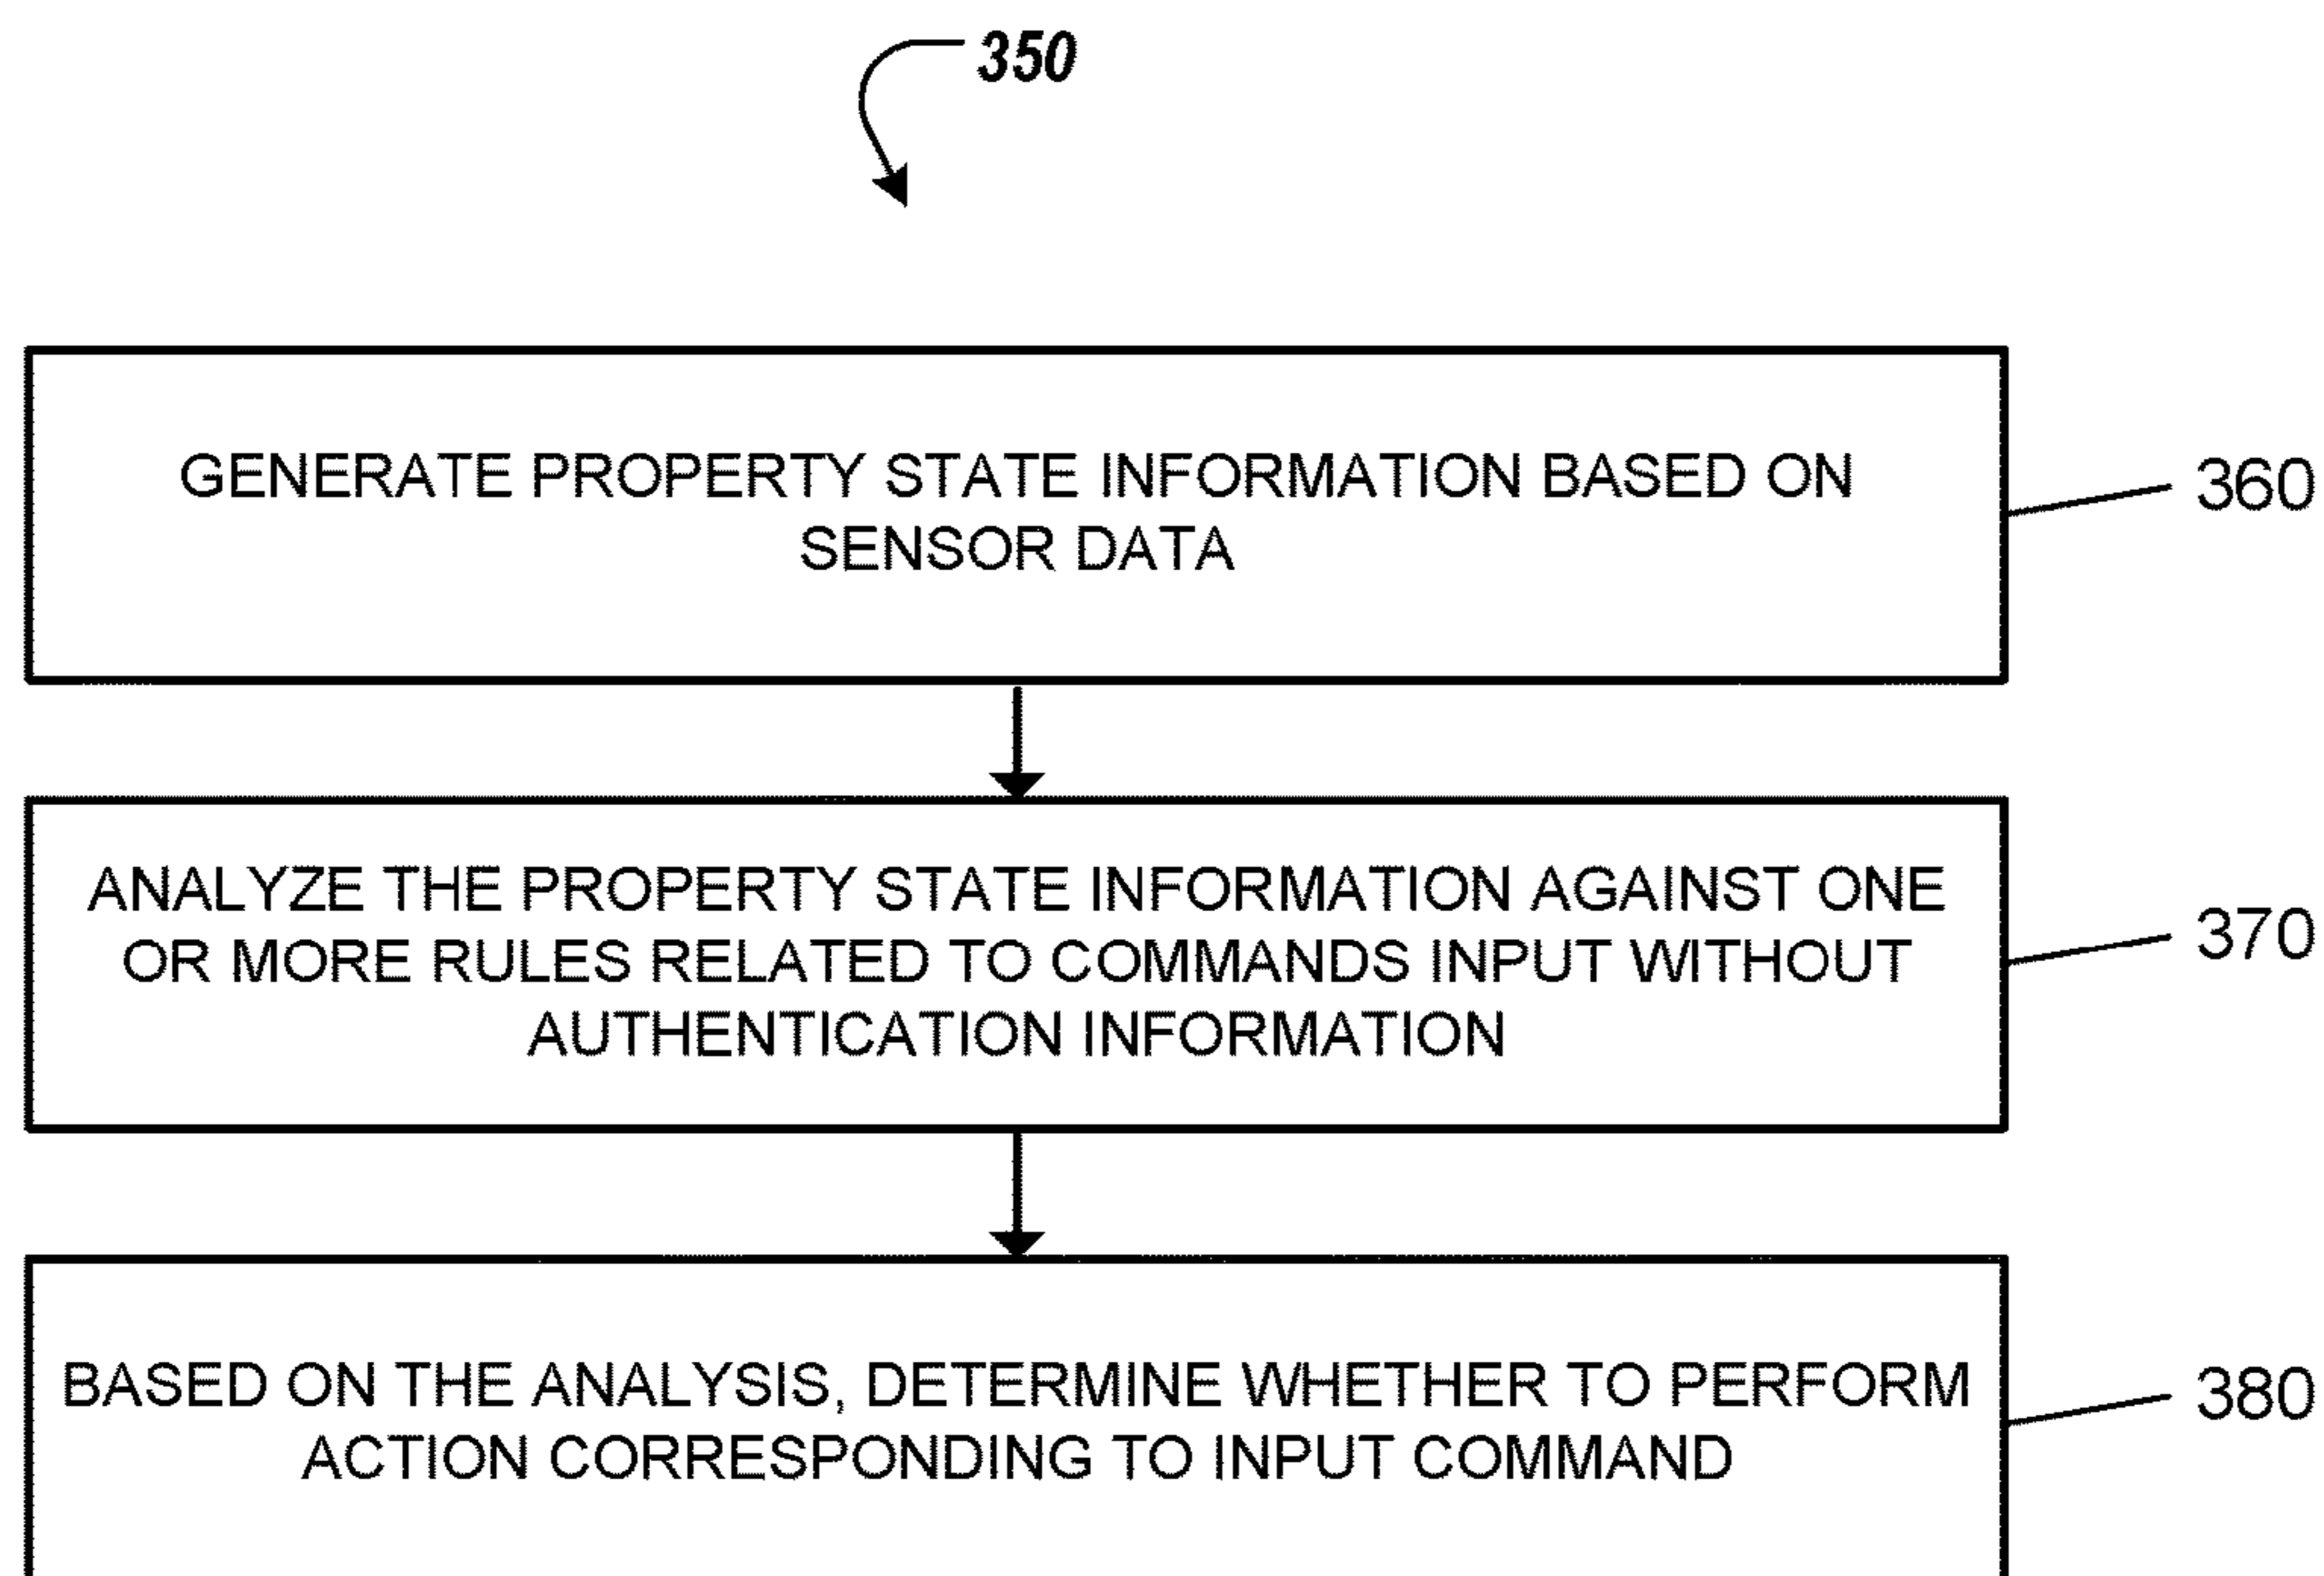 350
GENERATE PROPERTY STATE INFORMATION BASED ON
SENSOR DATA
360
ANALYZE THE PROPERTY STATE INFORMATION AGAINST ONE
OR MORE RULES RELATED TO COMMANDS INPUT WITHOUT
AUTHENTICATION INFORMATION
370
BASED ON THE ANALYSIS, DETERMINE WHETHER TO PERFORM
ACTION CORRESPONDING TO INPUT COMMAND
380